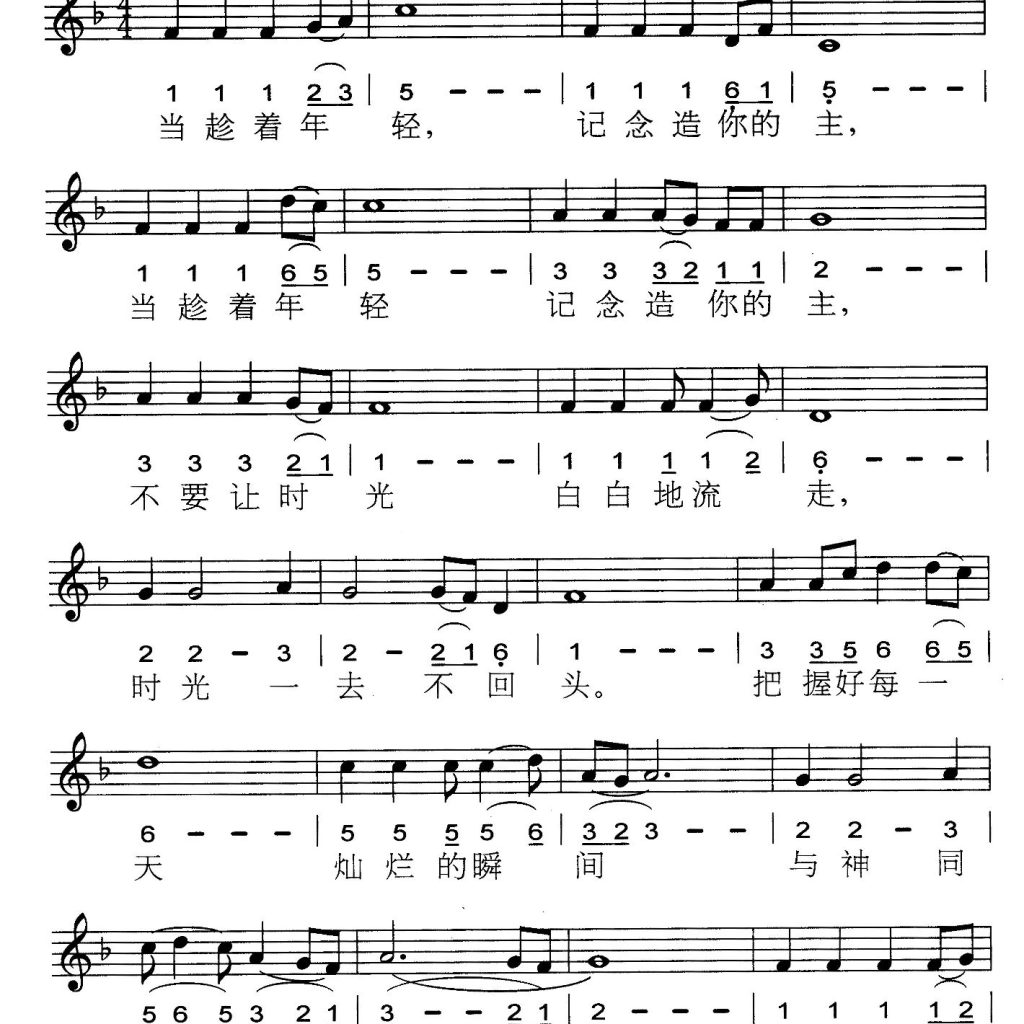 4
4
1 1 1 2 3 | 5 - - - | 1 1 1 6 1 | 5 - - - |
当趁着年 轻， 记念造你的 主，
1 1 1 6 5 | 5 - - - | 3 3 3 2 1 1 | 2 - - - |
当趁着年 轻 记念造 你的 主，
3 3 3 2 1 | 1 - - - | 1 1 1 1 2 | 6 - - - |
不要让时 光 白白地流 走，
2 2 - 3 | 2 - 2 1 6 | 1 - - - | 3 3 5 6 6 5 |
时光 一 去 不回 头。 把握好每一
6 - - - | 5 5 5 5 6 | 3 2 3 - - | 2 2 - 3 |
天 灿烂的瞬 间 与神 同
5 6 5 3 2 1 | 3 - - 2 1 | 2 - - - | 1 1 1 1 2 |